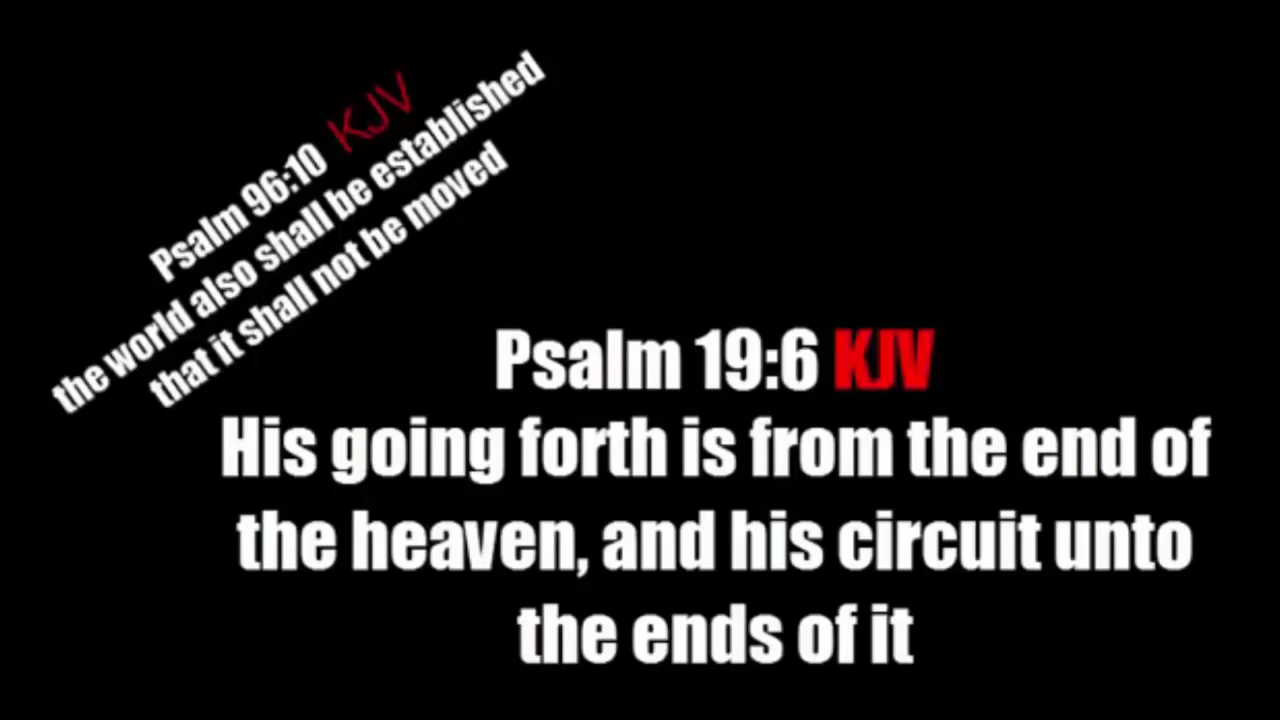 Psalm 96:10 KJV
the world also shall be established
that it shall not be moved
Psalm 19:6 KJV
His going forth is from the end of
the heaven, and his circuit unto
the ends of it